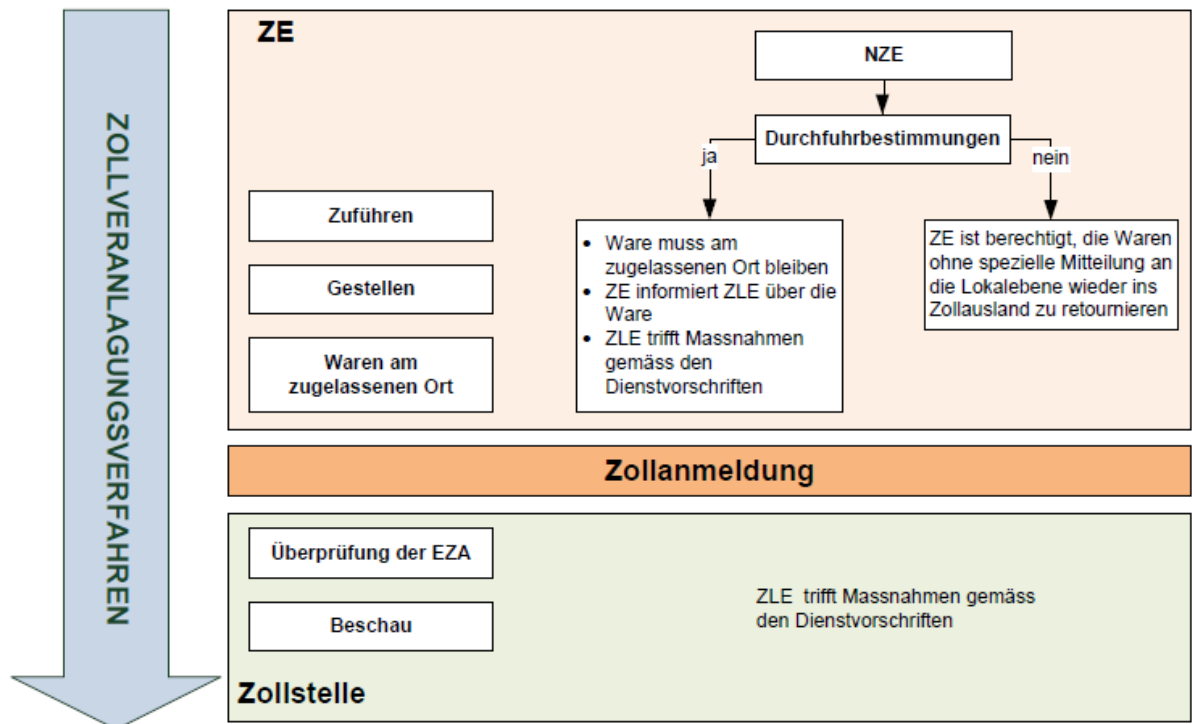 ZOLLVERANLAGUNGSVERFAHREN
ZE
NZE
Durchfuhrbestimmungen
ja
nein
Zuführen
Gestellen
Waren am
zugelassenen Ort
• Ware muss am
zugelassenen Ort bleiben
• ZE informiert ZLE über die
Ware
• ZLE trifft Massnahmen
gemäss den
Dienstvorschriften
ZE ist berechtigt, die Waren
ohne spezielle Mitteilung an
die Lokalebene wieder ins
Zollausland zu retournieren
Zollanmeldung
Überprüfung der EZA
Beschau
ZLE trifft Massnahmen gemäss
den Dienstvorschriften
Zollstelle